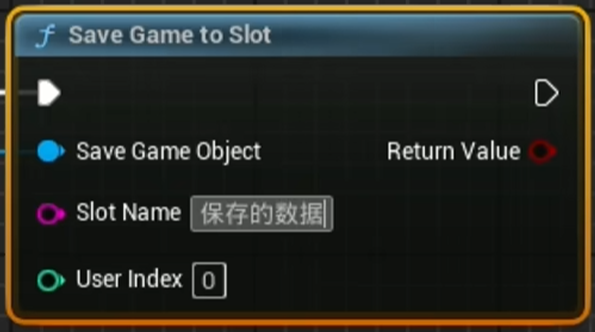 f Save Game to Slot
Save Game Object
Return Value
Slot Name 保存的数据
User Index 0